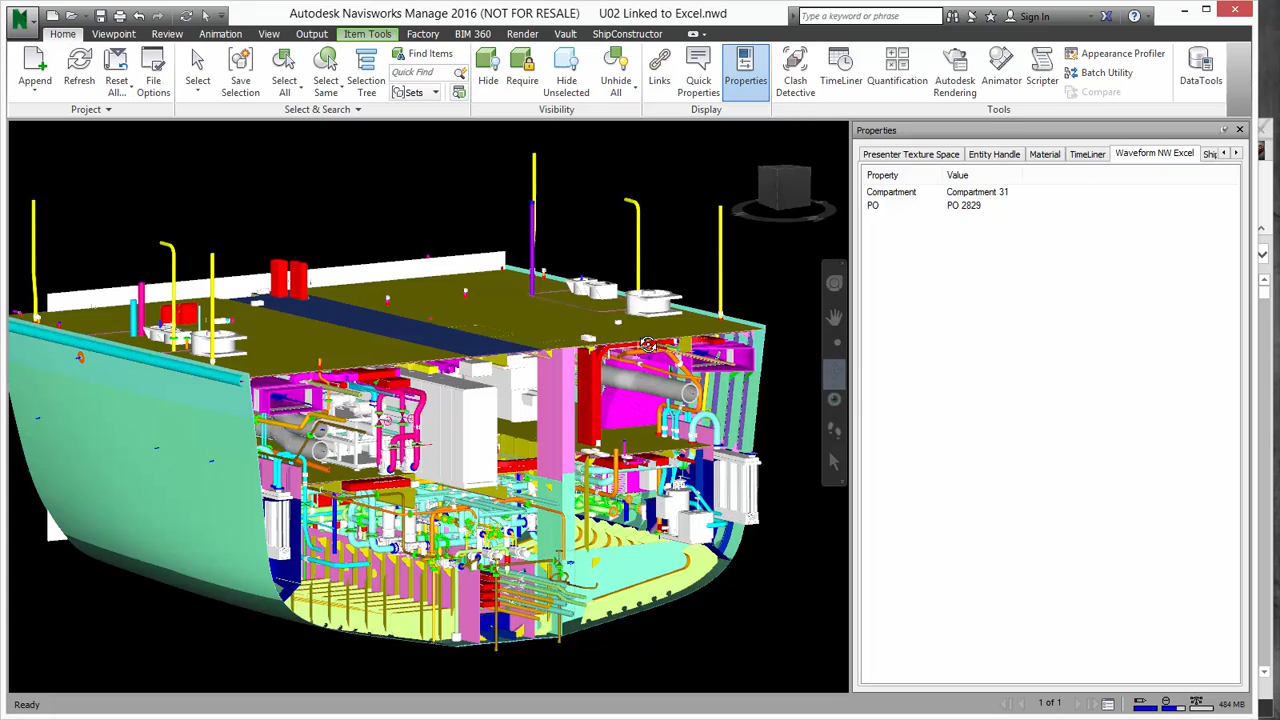 Autodesk Navisworks Manage 2016 (NOT FOR RESALE) U02 Linked to Excel.nwd
Type a keyword or phrase
Sign In
Home Viewpoint Review Animation View Output Item Tools Factory BIM 360 Render Vault ShipConstructor
Append
Refresh
Reset All...
File Options
Select
Save Selection
Select All
Select Same
Selection Tree
Find Items
Quick Find
Sets
Hide
Require
Hide Unselected
Unhide All
Links
Quick Properties
Properties
Clash Detective
TimeLiner
Quantification
Autodesk Rendering
Animator
Scripter
Appearance Profiler
Batch Utility
Compare
DataTools
Project
Select & Search
Visibility
Display
Tools
Properties
Presenter Texture Space Entity Handle Material TimeLiner Waveform NW Excel Ship
Property Value
Compartment Compartment 31
PO PO 2829
Ready
1 of 1
484 MB